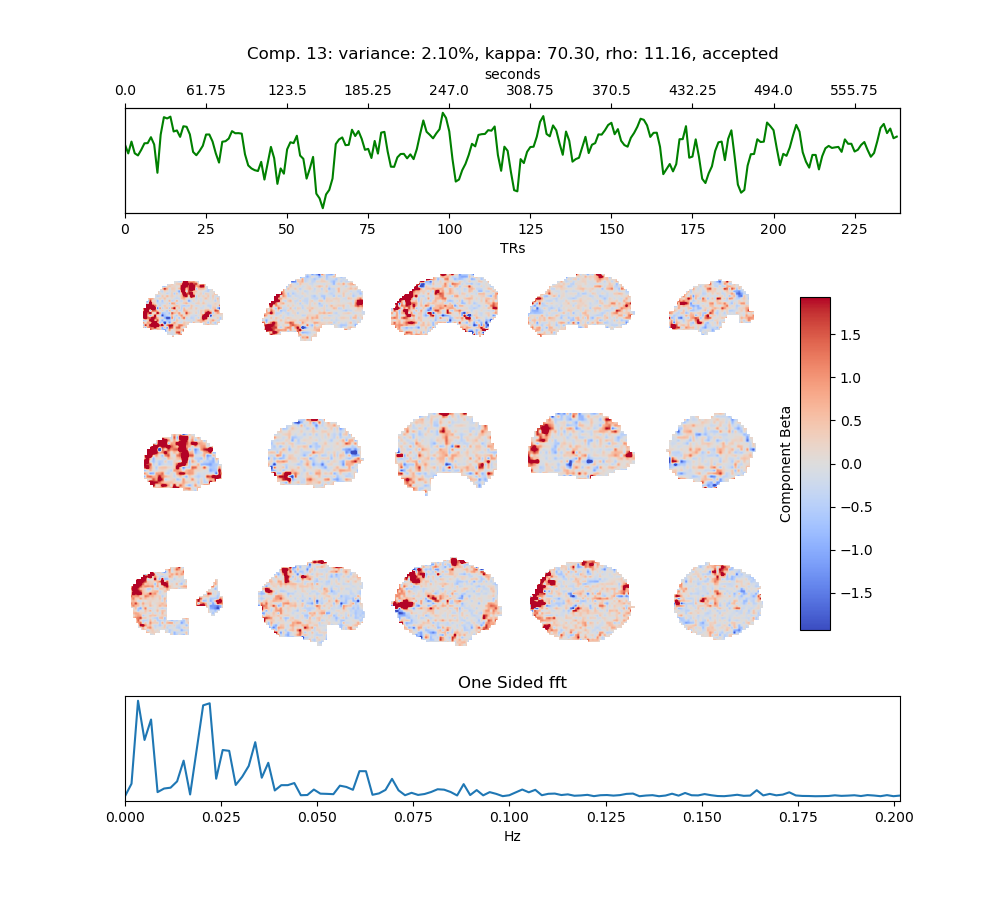 Comp. 13: variance: 2.10%, kappa: 70.30, rho: 11.16, accepted
seconds
0.0 61.75 123.5 185.25 247.0 308.75 370.5 432.25 494.0 555.75
0 25 50 75 100 125 150 175 200 225
TRs
1.5
1.0
0.5
0.0
−0.5
−1.0
−1.5
Component Beta
One Sided fft
0.000 0.025 0.050 0.075 0.100 0.125 0.150 0.175 0.200
Hz